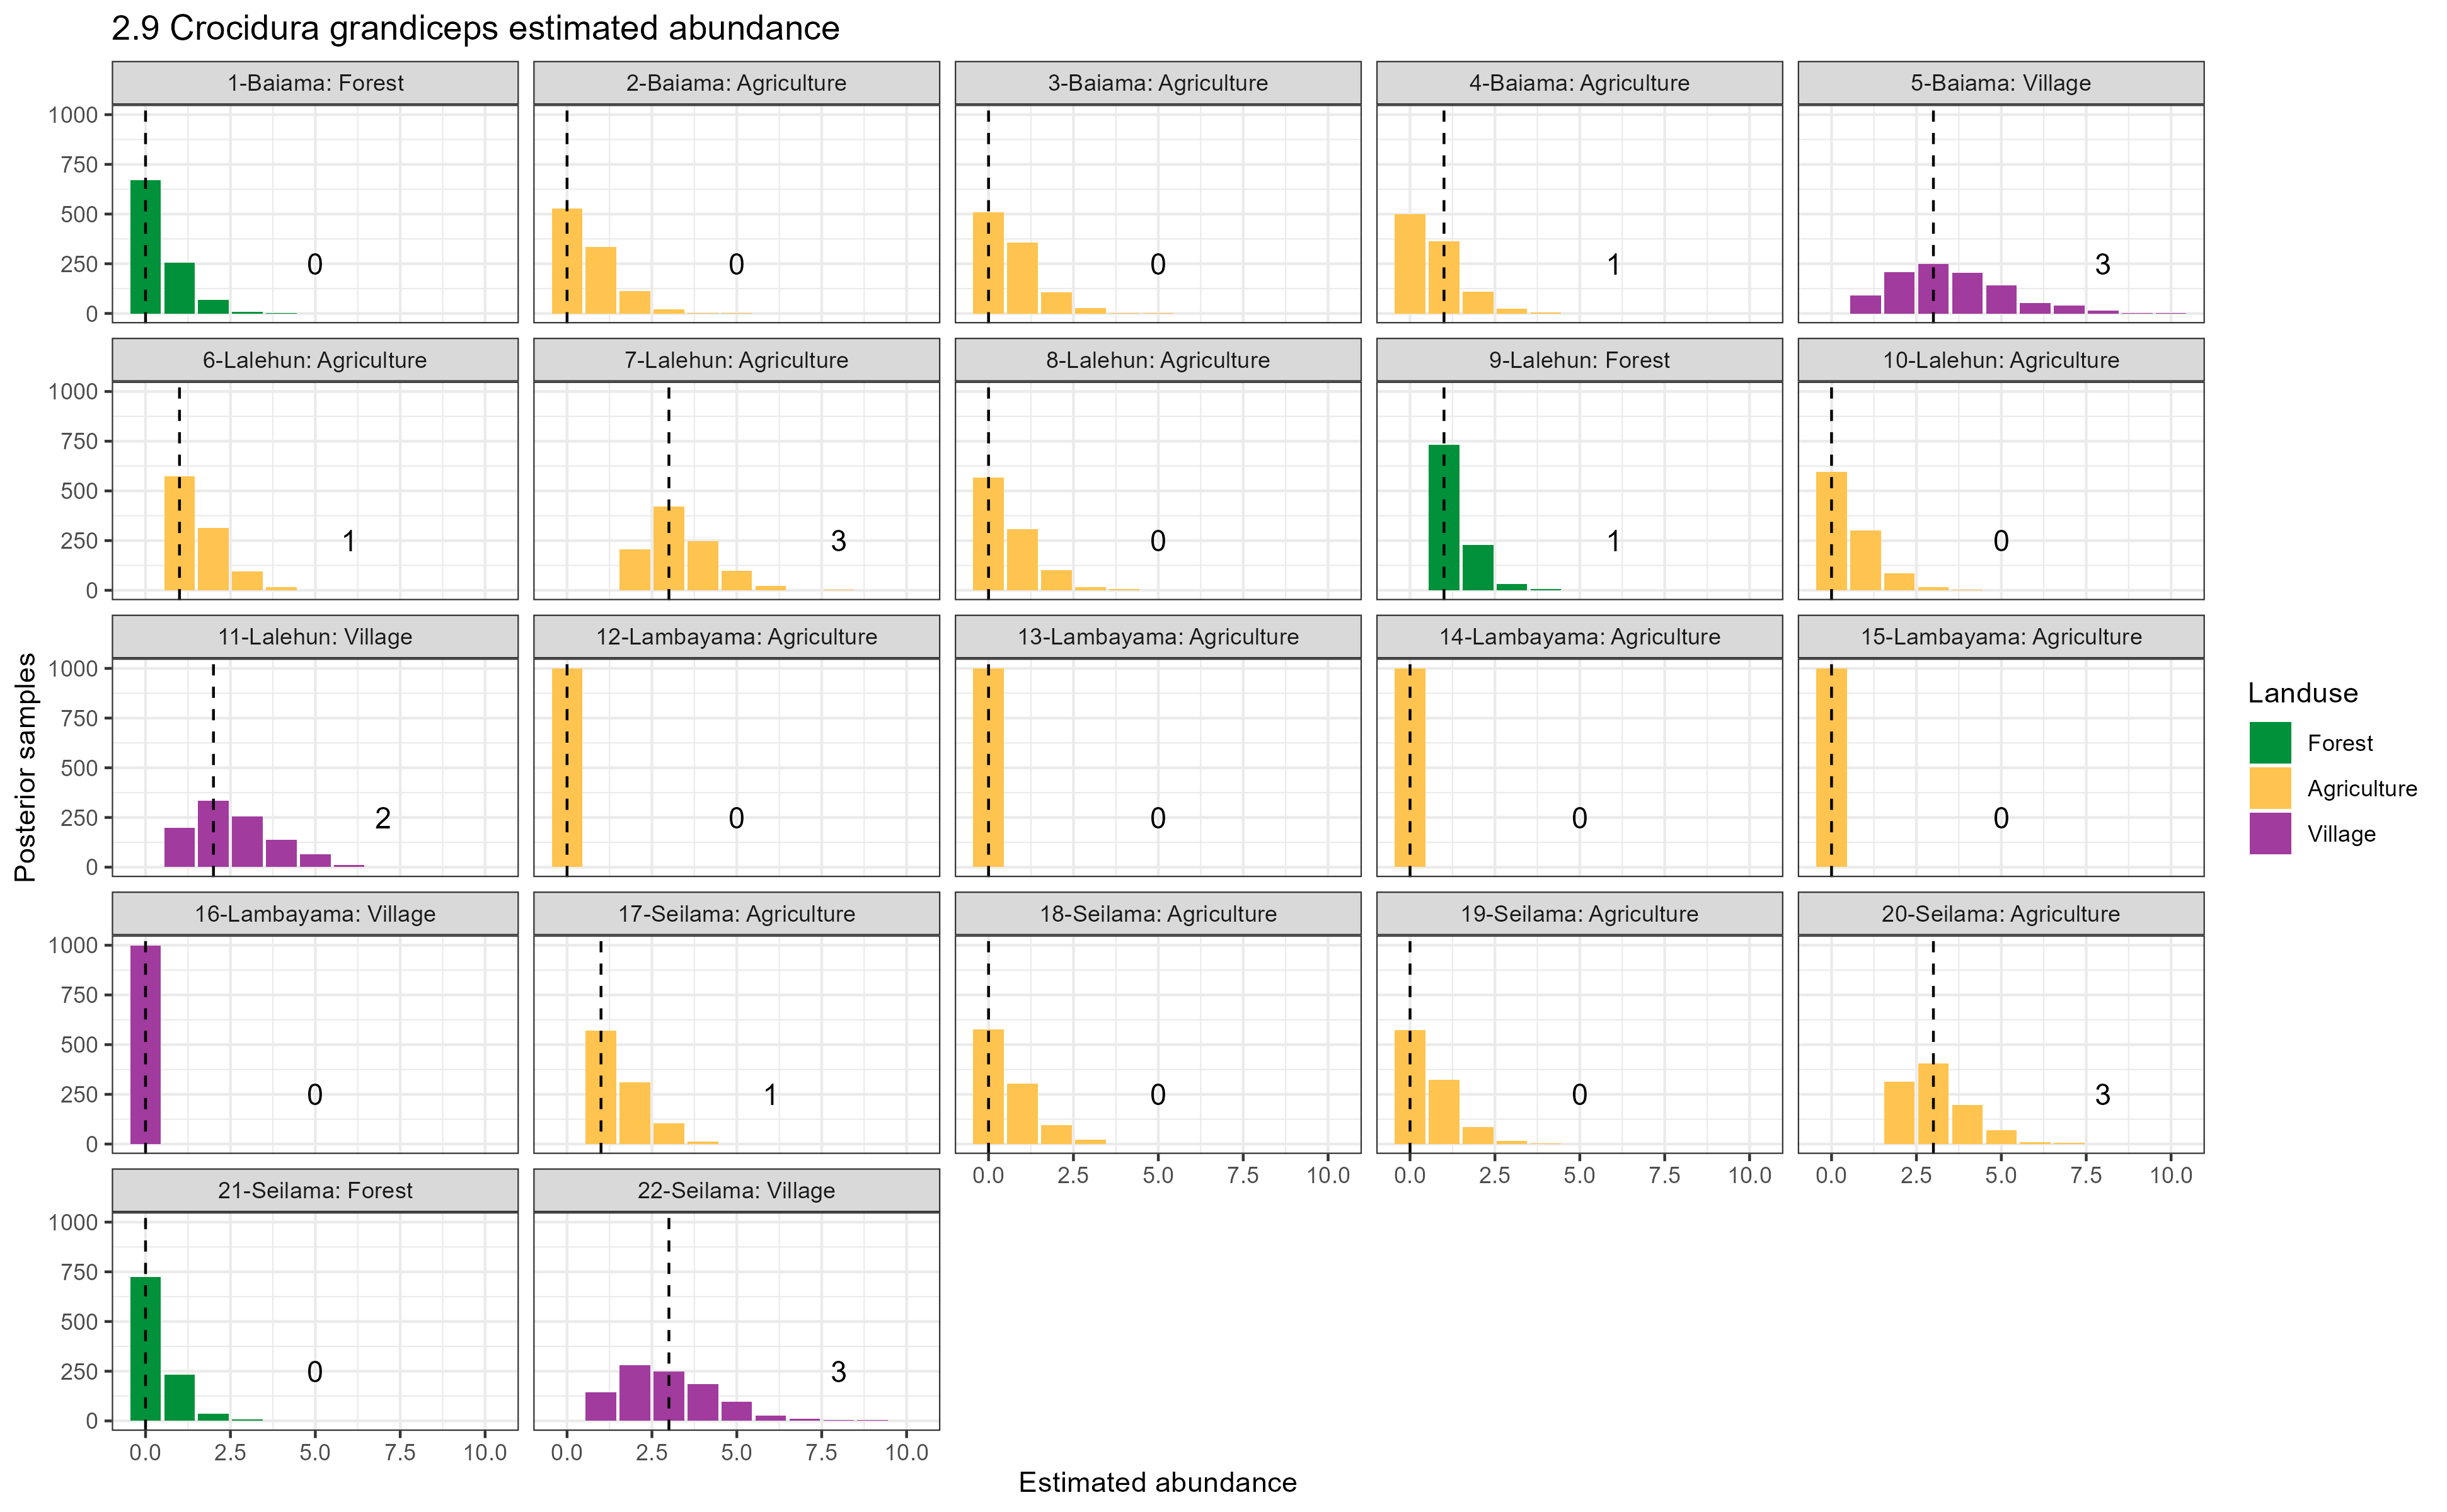 2.9 Crocidura grandiceps estimated abundance
1-Baiama: Forest
2-Baiama: Agriculture
3-Baiama: Agriculture
4-Baiama: Agriculture
5-Baiama: Village
1000
750
500
250
0
0
0
0
1
3
6-Lalehun: Agriculture
7-Lalehun: Agriculture
8-Lalehun: Agriculture
9-Lalehun: Forest
10-Lalehun: Agriculture
1000
750
500
250
0
1
3
0
1
0
11-Lalehun: Village
12-Lambayama: Agriculture
13-Lambayama: Agriculture
14-Lambayama: Agriculture
15-Lambayama: Agriculture
1000
750
500
250
0
2
0
0
0
0
16-Lambayama: Village
17-Seilama: Agriculture
18-Seilama: Agriculture
19-Seilama: Agriculture
20-Seilama: Agriculture
1000
750
500
250
0
0
1
0
0
3
0.0 2.5 5.0 7.5 10.0
0.0 2.5 5.0 7.5 10.0
0.0 2.5 5.0 7.5 10.0
21-Seilama: Forest
22-Seilama: Village
1000
750
500
250
0
0
3
0.0 2.5 5.0 7.5 10.0
0.0 2.5 5.0 7.5 10.0
Estimated abundance
Posterior samples
Landuse
Forest
Agriculture
Village